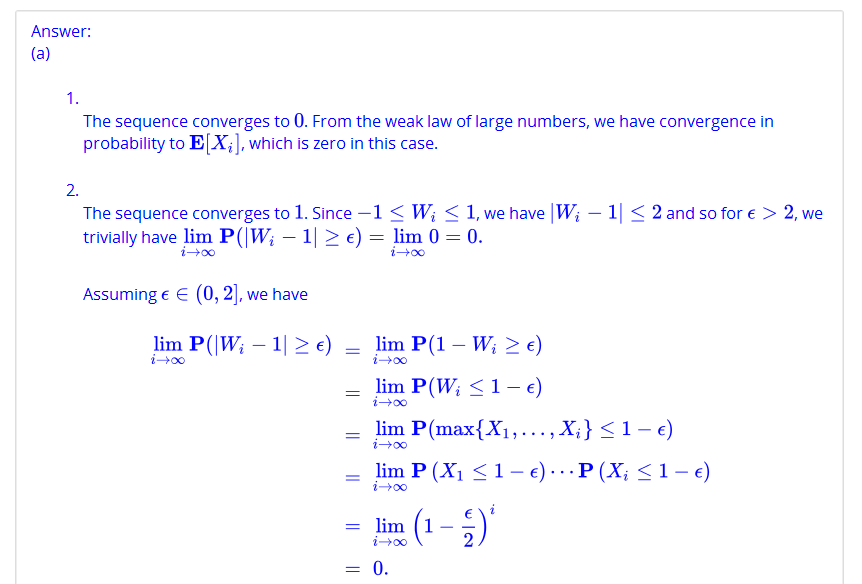 Answer:
(a)
1.
The sequence converges to 0. From the weak law of large numbers, we have convergence in
probability to E[X_i], which is zero in this case.
2.
The sequence converges to 1. Since −1 ≤ W_i ≤ 1, we have |W_i − 1| ≤ 2 and so for ϵ > 2, we
trivially have lim_{i→∞} P(|W_i − 1| ≥ ϵ) = lim_{i→∞} 0 = 0.
Assuming ϵ ∈ (0, 2], we have
lim_{i→∞} P(|W_i − 1| ≥ ϵ) = lim_{i→∞} P(1 − W_i ≥ ϵ)
= lim_{i→∞} P(W_i ≤ 1 − ϵ)
= lim_{i→∞} P(max{X_1, …, X_i} ≤ 1 − ϵ)
= lim_{i→∞} P (X_1 ≤ 1 − ϵ) ⋯ P (X_i ≤ 1 − ϵ)
= lim_{i→∞} (1 − ϵ/2)^i
= 0.